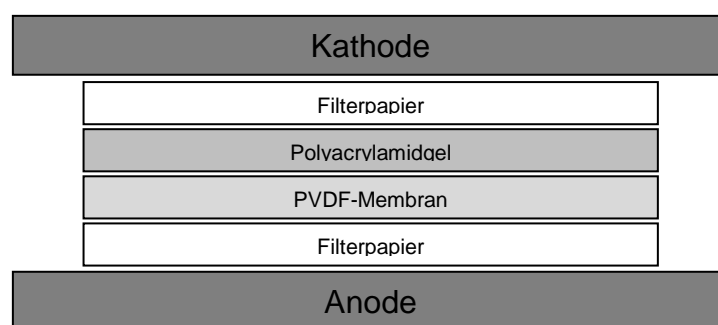 Kathode
Filterpapier
Polyacrylamidgel
PVDF-Membran
Filterpapier
Anode